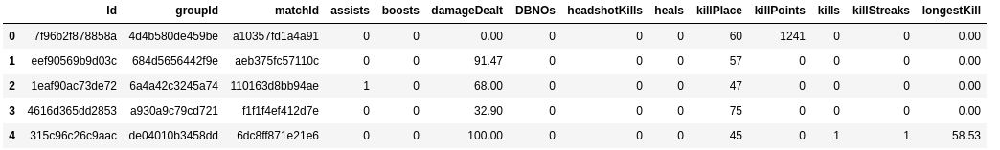 Id groupId matchId assists boosts damageDealt DBNOs headshotKills heals killPlace killPoints kills killStreaks longestKill
0 7f96b2f878858a 4d4b580de459be a10357fd1a4a91 0 0 0.00 0 0 0 60 1241 0 0 0.00
1 eef90569b9d03c 684d5656442f9e aeb375fc57110c 0 0 91.47 0 0 0 57 0 0 0 0.00
2 1eaf90ac73de72 6a4a42c3245a74 110163d8bb94ae 1 0 68.00 0 0 0 47 0 0 0 0.00
3 4616d365dd2853 a930a9c79cd721 f1f1f4ef412d7e 0 0 32.90 0 0 0 75 0 0 0 0.00
4 315c96c26c9aac de04010b3458dd 6dc8ff871e21e6 0 0 100.00 0 0 0 45 0 1 1 58.53